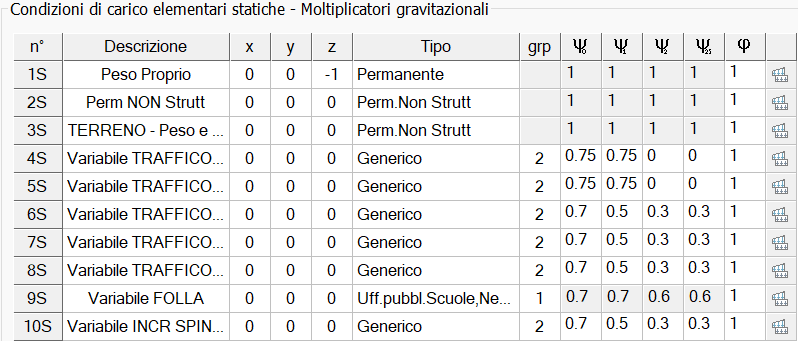 Condizioni di carico elementari statiche - Moltiplicatori gravitazionali
n° Descrizione x y z Tipo grp Ψ0 Ψ1 Ψ2 Ψ2S φ
1S Peso Proprio 0 0 -1 Permanente 1 1 1 1 1
2S Perm NON Strutt 0 0 0 Perm.Non Strutt 1 1 1 1 1
3S TERRENO - Peso e ... 0 0 0 Perm.Non Strutt 1 1 1 1 1
4S Variabile TRAFFICO... 0 0 0 Generico 2 0.75 0.75 0 0 1
5S Variabile TRAFFICO... 0 0 0 Generico 2 0.75 0.75 0 0 1
6S Variabile TRAFFICO... 0 0 0 Generico 2 0.7 0.5 0.3 0.3 1
7S Variabile TRAFFICO... 0 0 0 Generico 2 0.7 0.5 0.3 0.3 1
8S Variabile TRAFFICO... 0 0 0 Generico 2 0.7 0.5 0.3 0.3 1
9S Variabile FOLLA 0 0 0 Uff.pubbl.Scuole,Ne... 1 0.7 0.7 0.6 0.6 1
10S Variabile INCR SPIN... 0 0 0 Generico 2 0.7 0.5 0.3 0.3 1